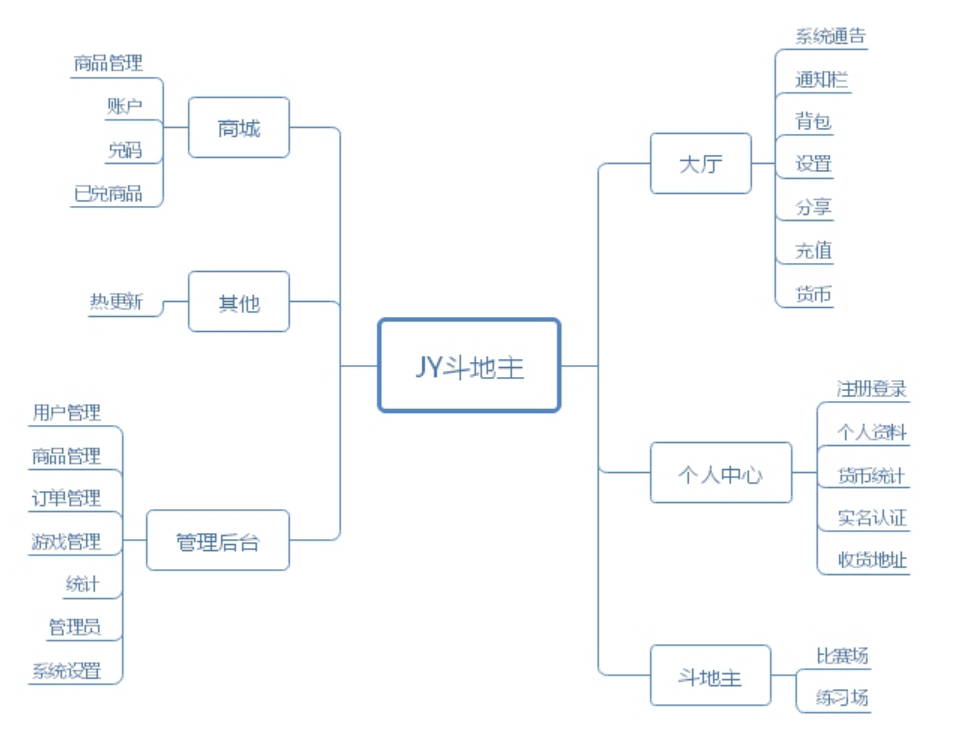 JY斗地主
商城
商品管理
账户
兑码
已兑商品
其他
热更新
管理后台
用户管理
商品管理
订单管理
游戏管理
统计
管理员
系统设置
大厅
系统通告
通知栏
背包
设置
分享
充值
货币
个人中心
注册登录
个人资料
货币统计
实名认证
收货地址
斗地主
比赛场
练习场